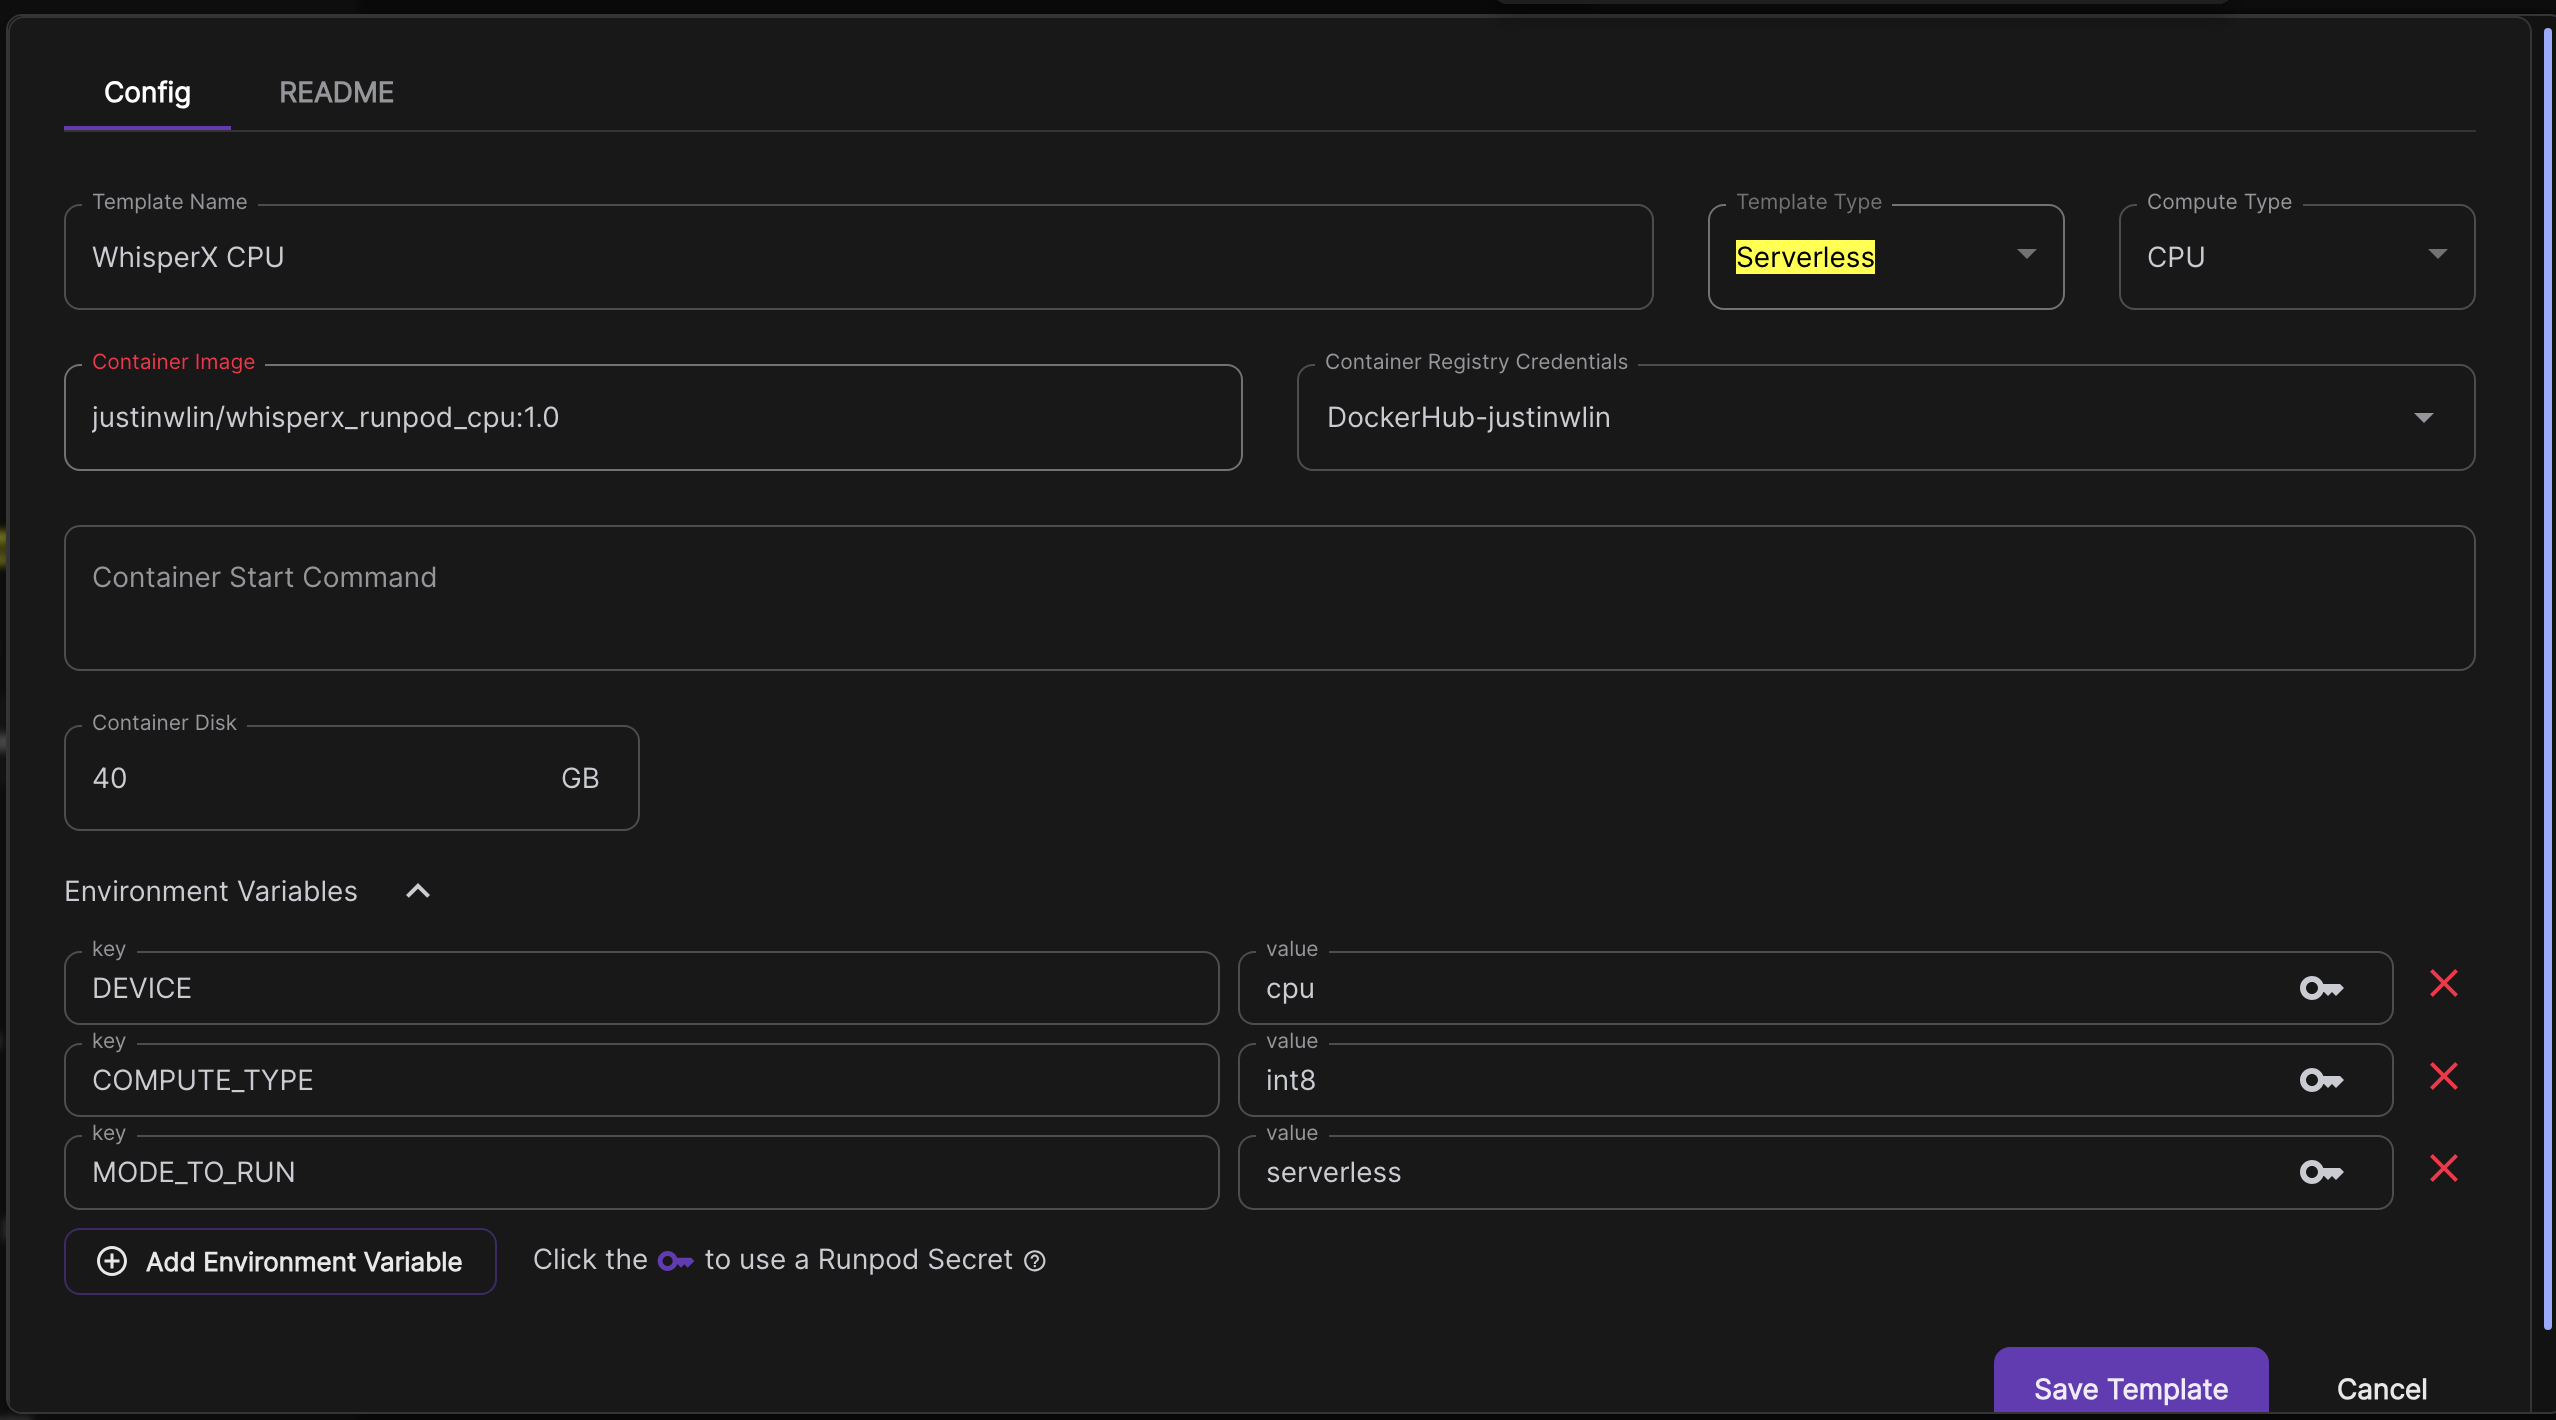 Config README
Template Name Template Type Compute Type
WhisperX CPU Serverless CPU
Container Image Container Registry Credentials
justinwlin/whisperx_runpod_cpu:1.0 DockerHub-justinwlin
Container Start Command
Container Disk
40 GB
Environment Variables
key value
DEVICE cpu
key value
COMPUTE_TYPE int8
key value
MODE_TO_RUN serverless
Add Environment Variable Click the to use a Runpod Secret
Save Template Cancel